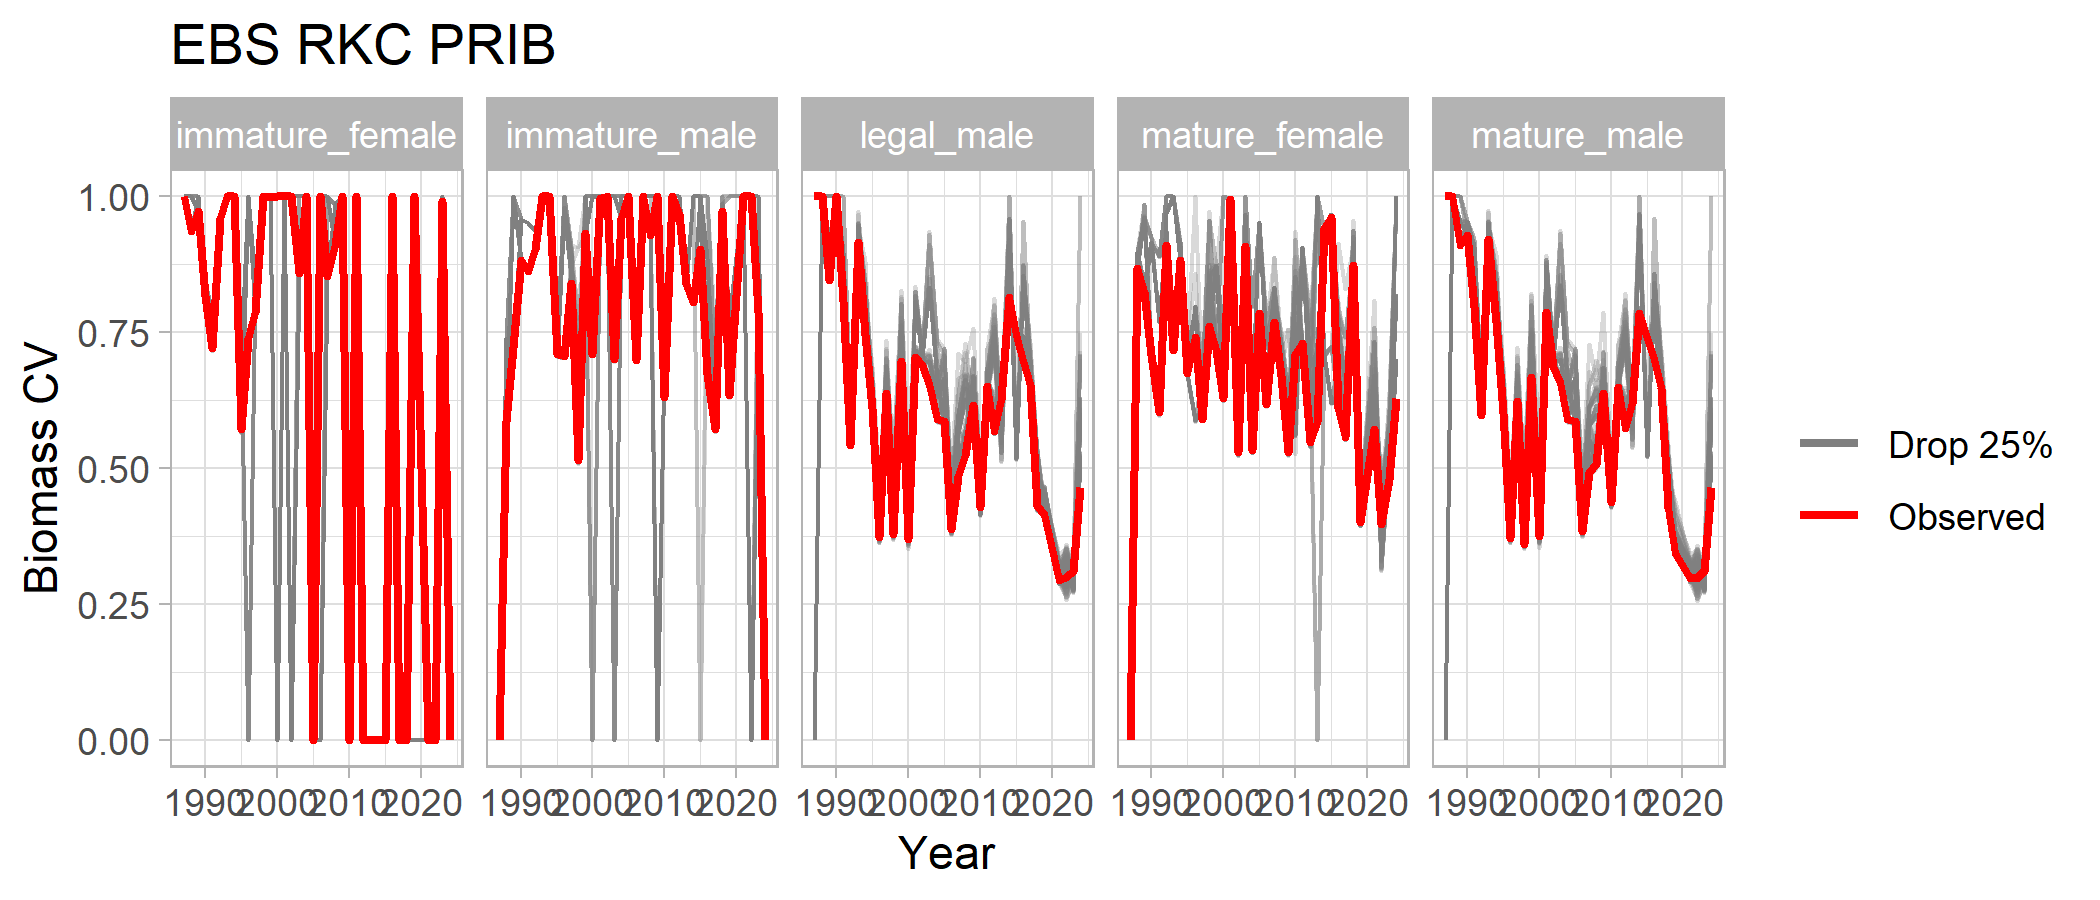 EBS RKC PRIB
immature_female immature_male legal_male mature_female mature_male
1.00
0.75
0.50
0.25
0.00
Biomass CV
1990 2000 2010 2020 1990 2000 2010 2020 1990 2000 2010 2020 1990 2000 2010 2020 1990 2000 2010 2020
Year
Drop 25%
Observed